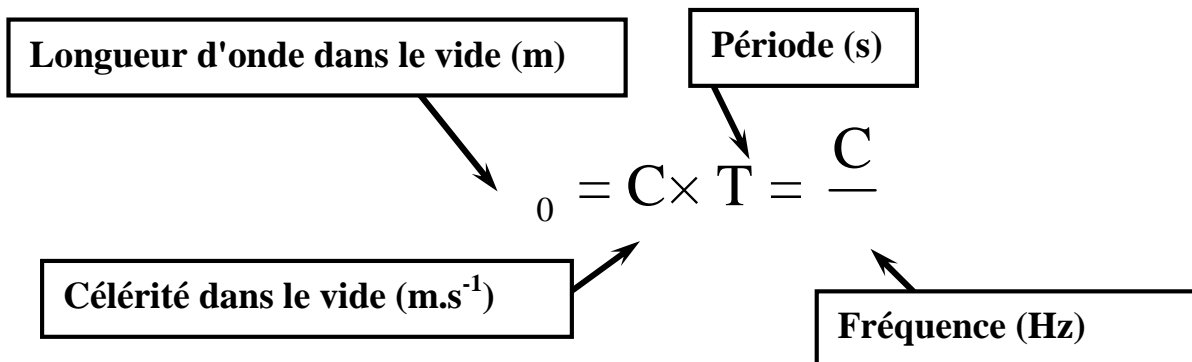 Longueur d'onde dans le vide (m)
Période (s)
₀ = C× T = C
Célérité dans le vide (m.s⁻¹)
Fréquence (Hz)